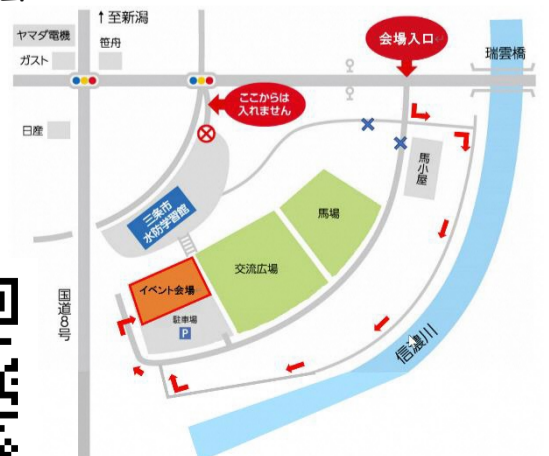 ↑至新潟
ヤマダ電機
笹舟
ガスト
会場入口
瑞雲橋
ここからは
入れません
日産
馬小屋
三条市
水防学習館
馬場
交流広場
イベント会場
国道8号
駐車場
P
信濃川